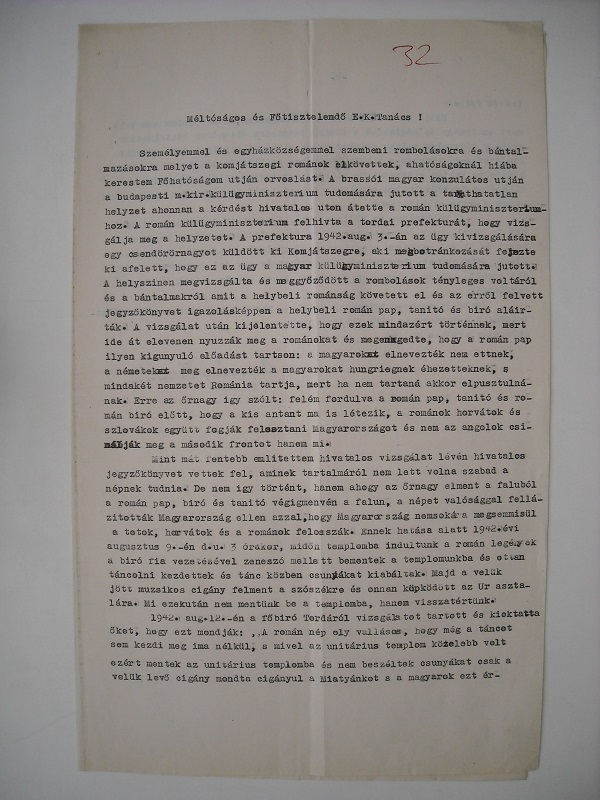 32
Méltóságos és Főtisztelendő E.K.Tanács !
Személyemmel és egyházközségemmel szembeni rombolásokra és bántal-
mazásokra melyet a komjátszegi románok elkövettek, ahatóságoknál hiába
kerestem Főhatóságom utján orvoslást. A brassói magyar konzulátus utján
a budapesti m.kir.külügyminiszterium tudomására jutott a tarthatatlan
helyzet ahonnan a kérdést hivatalos uton átette a román külügyminiszterium-
hoz. A román külügyminiszterium felhivta a tordai prefekturát, hogy vizs-
gálja meg a helyzetet. A prefektura 1942.aug. 3.-án az ügy kivizsgálására
egy csendőrőrnagyot küldött ki Komjátszegre, aki megbotránkozását fejezte
ki afelett, hogy ez az ügy a magyar külügyminiszterium tudomására jutott.
A helyszinen megvizsgálta és meggyőződött a rombolások tényleges voltáról
és a bántalmakról amit a helybeli románság követett el és az erről felvett
jegyzőkönyvet igazolásképpen a helybeli román pap, tanitó és biró aláir-
ták. A vizsgálat után kijelentette, hogy ezek mindazért történnek, mert
ide át elevenen nyuzzák meg a románokat és megengedte, hogy a román pap
ilyen kigunyuló előadást tartson: a magyarokat elnevezték nem ettnek,
a németeket meg elnevezték a magyarokat hungriegnek éhezetteknek, s
mindakét nemzetet Románia tartja, mert ha nem tartaná akkor elpusztulná-
nak. Erre az őrnagy igy szólt: felém fordulva a román pap, tanitó és ro-
mán biró előtt, hogy a kis antant ma is létezik, a románok horvátok és
szlovákok együtt fogják felosztani Magyarországot és nem az angolok csi-
nálják meg a második frontot hanem mi.
Mint már fentebb emlitettem hivatalos vizsgálat lévén hivatalos
jegyzőkönyvet vettek fel, aminek tartalmáról nem lett volna szabad a
népnek tudnia. De nem igy történt, hanem ahogy az őrnagy elment a faluból
a román pap, biró és tanitó végigmenvén a falun, a népet valósággal fellá-
zitották Magyarország ellen azzal,hogy Magyarország nemsokára megsemmisül
a totok, horvátok és a románok felosszák. Ennek hatása alatt 1942.évi
augusztus 9.-én d.u. 3 órakor, midőn templomba indultunk a román legények
a biró fia vezetésével zeneszó mellett bementek a templomunkba és ottan
táncolni kezdettek és tánc közben csunyákat kiabáltak. Majd a velük
jött muzsikos cigány felment a szószékre és onnan köpködött az Ur aszta-
lára. Mi ezekután nem mentünk be a templomba, hanem visszatértünk.
1942. aug.12.-én a főbiró Tordáról vizsgálatot tartott és kioktatta
őket, hogy ezt mondják: ,,A román nép oly vallásos, hogy még a táncot
sem kezdi meg ima nélkül, s mivel az unitárius templom közelebb volt
ezért mentek az unitárius templomba és nem beszéltek csunyákat csak a
velük levő cigány mondta cigányul a Miatyánkot s a magyarok ezt ér-